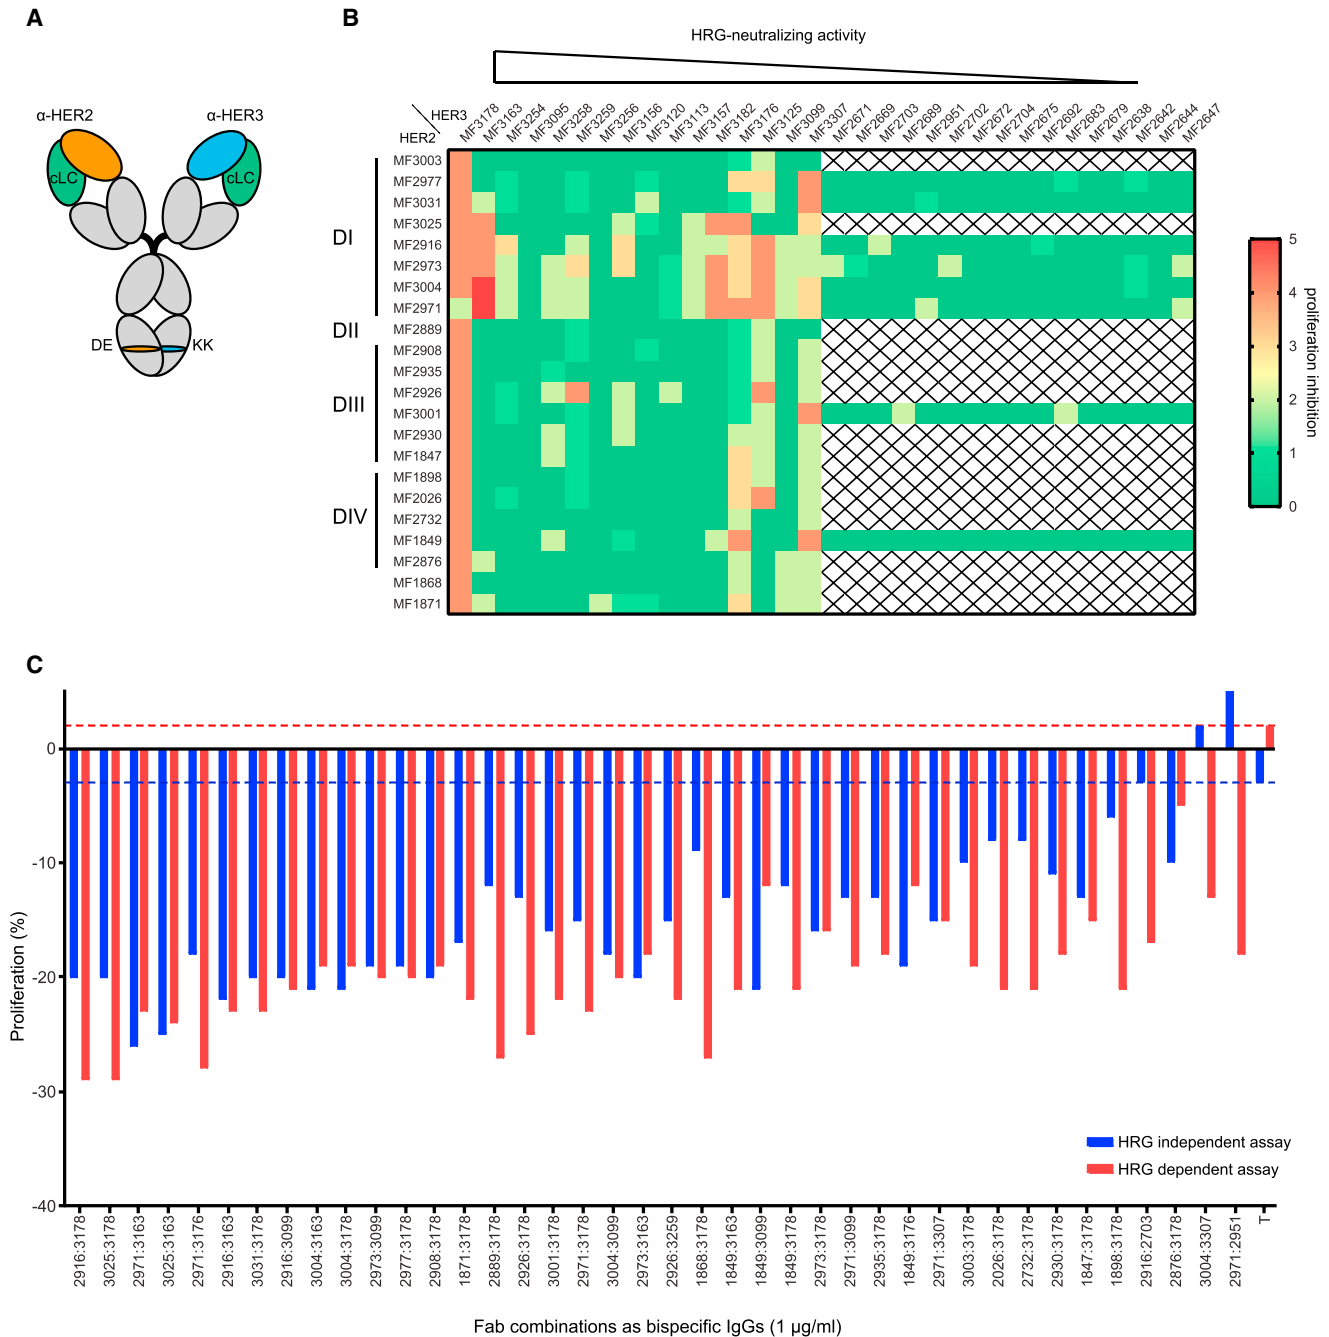 A
α-HER2
α-HER3
cLC
cLC
DE
KK
B
HRG-neutralizing activity
HER3
HER2
MF3178
MF3163
MF3254
MF3095
MF3258
MF3259
MF3256
MF3156
MF3120
MF3113
MF3157
MF3182
MF3176
MF3125
MF3099
MF3307
MF2671
MF2669
MF2703
MF2689
MF2951
MF2702
MF2672
MF2704
MF2675
MF2692
MF2683
MF2679
MF2638
MF2642
MF2644
MF2647
DI
DII
DIII
DIV
MF3003
MF2977
MF3031
MF3025
MF2916
MF2973
MF3004
MF2971
MF2889
MF2908
MF2935
MF2926
MF3001
MF2930
MF1847
MF1898
MF2026
MF2732
MF1849
MF2876
MF1868
MF1871
5
4
3
2
1
0
proliferation inhibition
C
Proliferation (%)
0
-10
-20
-30
-40
HRG independent assay
HRG dependent assay
2916:3178
3025:3178
2971:3163
3025:3163
2971:3176
2916:3163
3031:3178
2916:3099
3004:3163
3004:3178
2973:3099
2977:3178
2908:3178
1871:3178
2889:3178
2926:3178
3001:3178
2971:3178
3004:3099
2973:3163
2926:3259
1868:3178
1849:3163
1849:3099
1849:3178
2973:3178
2971:3099
2935:3178
1849:3176
2971:3307
3003:3178
2026:3178
2732:3178
2930:3178
1847:3178
1898:3178
2916:2703
2876:3178
3004:3307
2971:2951
T
Fab combinations as bispecific IgGs (1 µg/ml)